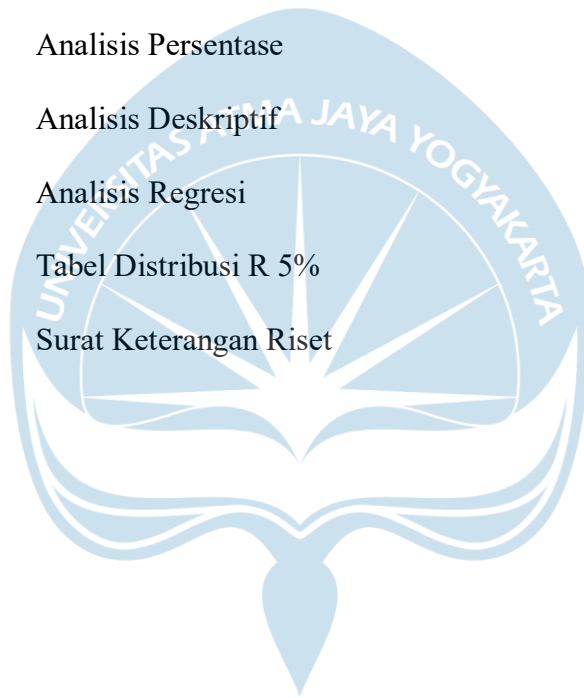 Analisis Persentase
Analisis Deskriptif
Analisis Regresi
Tabel Distribusi R 5%
Surat Keterangan Riset
UNIVERSITAS ATMA JAYA YOGYAKARTA